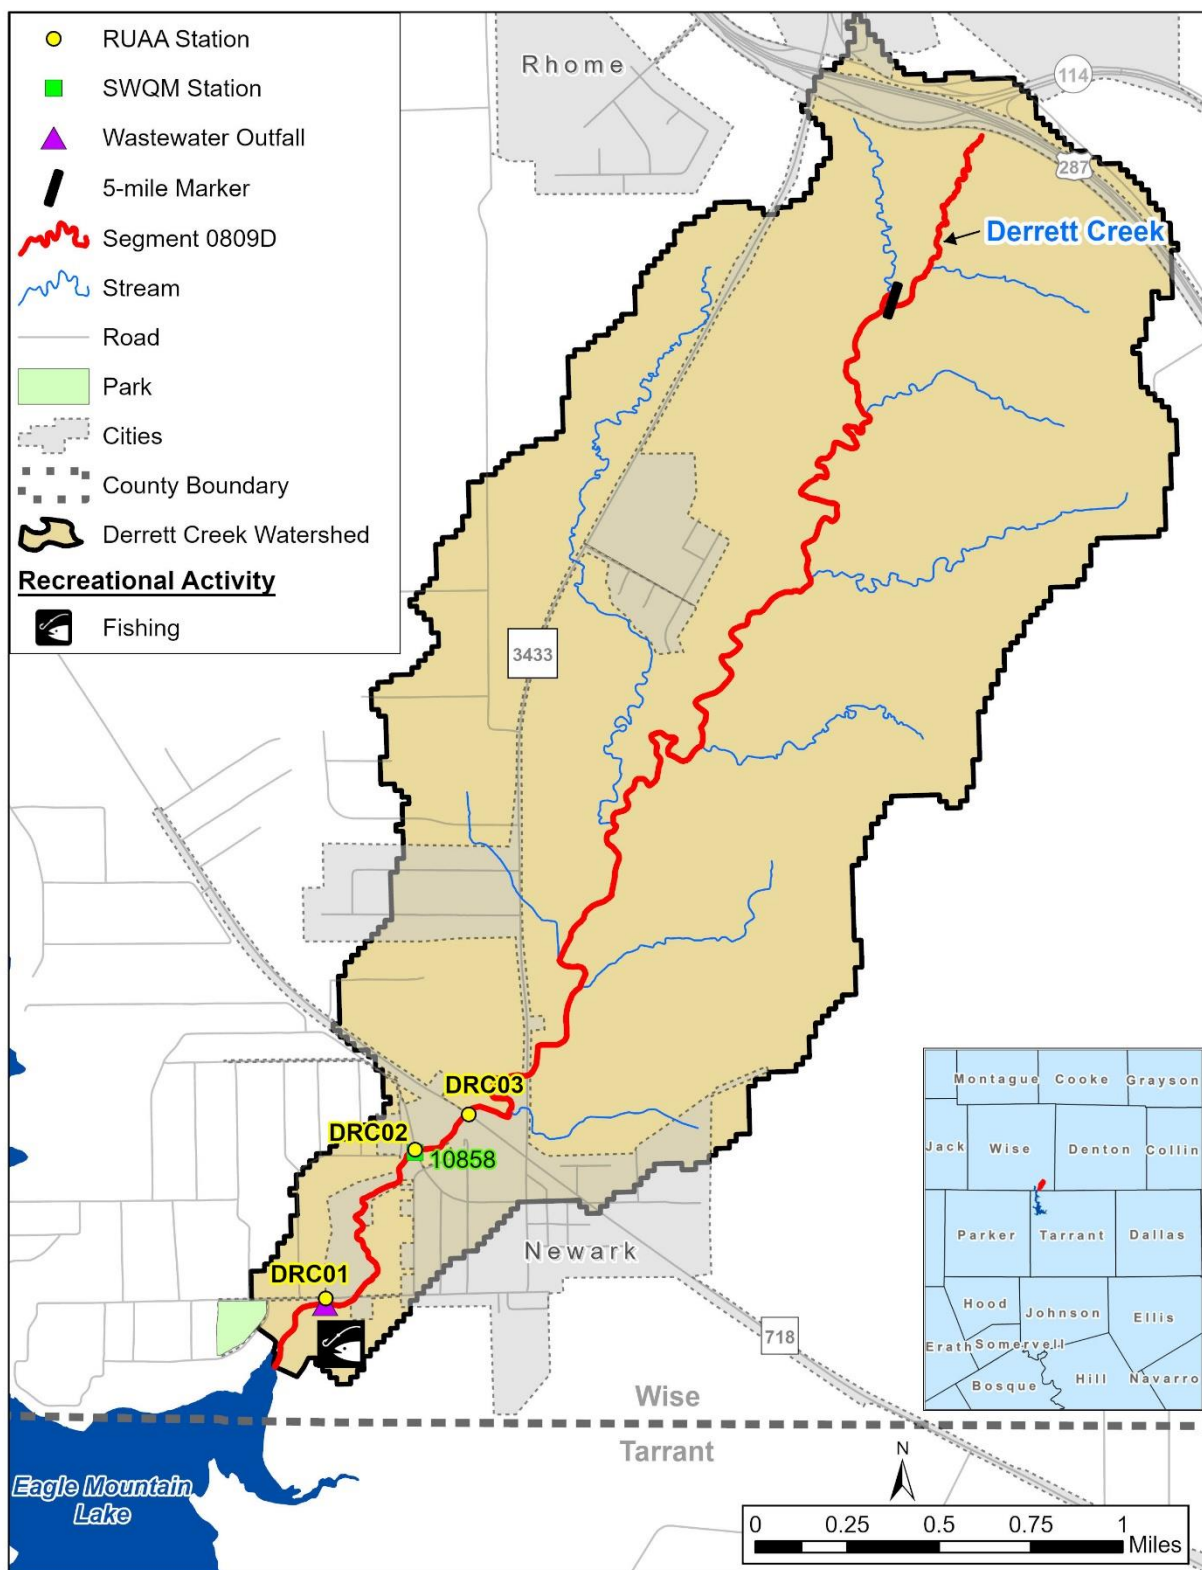 RUAA Station
SWQM Station
Wastewater Outfall
5-mile Marker
Segment 0809D
Stream
Road
Park
Cities
County Boundary
Derrett Creek Watershed
Recreational Activity
Fishing
Rhome
114
287
Derrett Creek
3433
DRC03
DRC02
10858
DRC01
Newark
718
Wise
Tarrant
Eagle Mountain
Lake
Montague Cooke Grayson
Jack Wise Denton Collin
Parker Tarrant Dallas
Hood Johnson Ellis
Erath Somervell
Bosque Hill Navarro
N
0 0.25 0.5 0.75 1
Miles